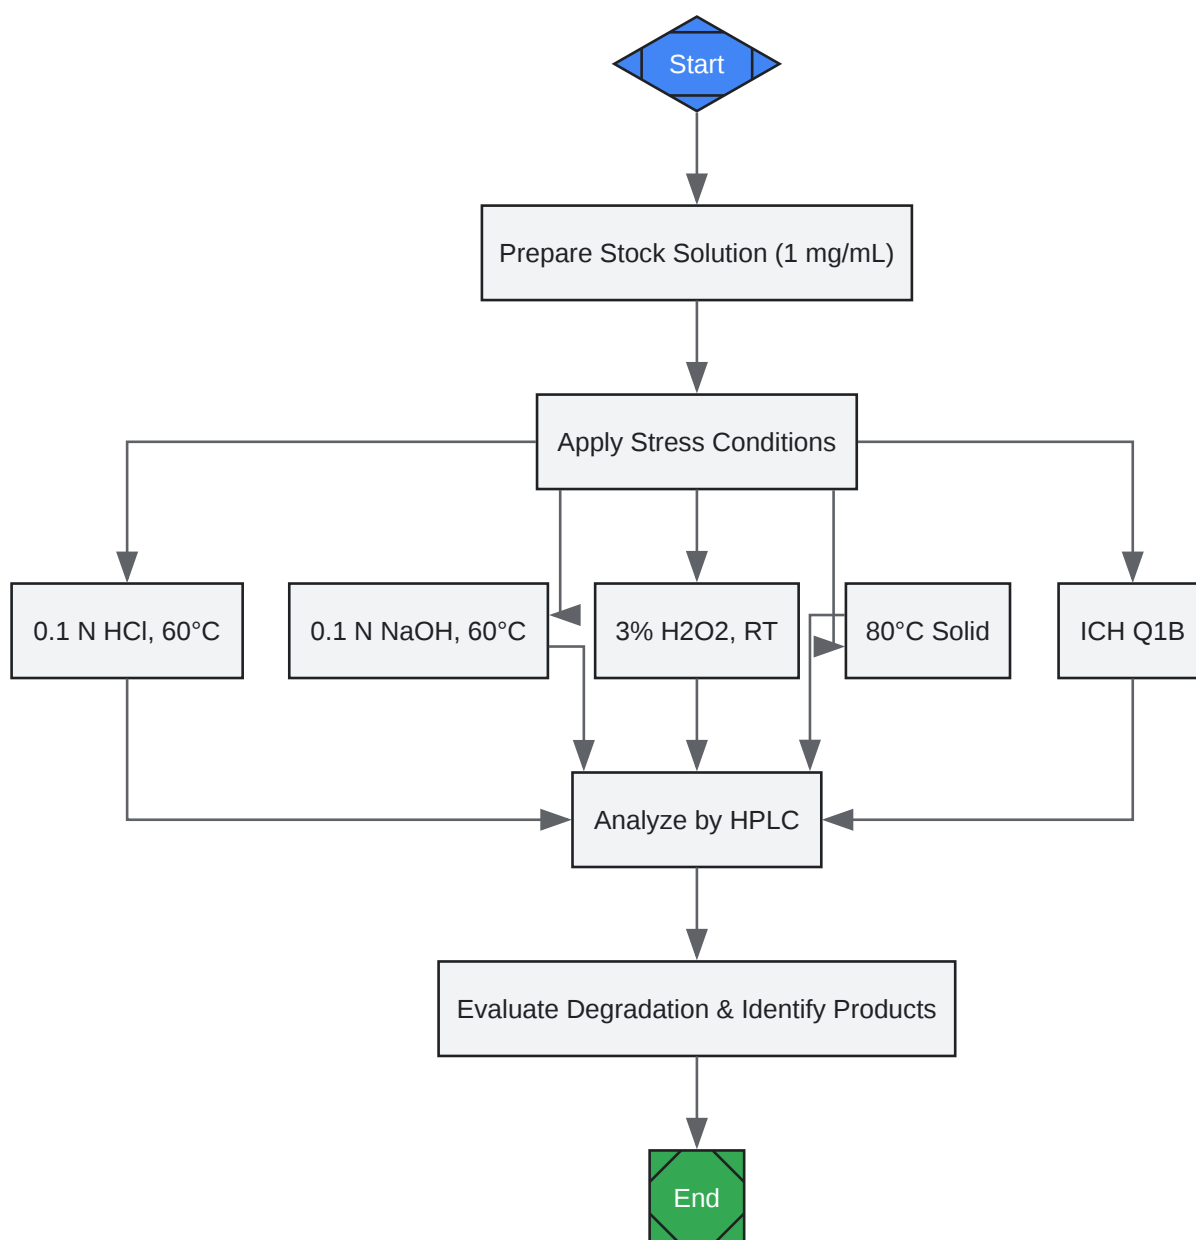 Start
Prepare Stock Solution (1 mg/mL)
Apply Stress Conditions
0.1 N HCl, 60°C
0.1 N NaOH, 60°C
3% H2O2, RT
80°C Solid
ICH Q1B
Analyze by HPLC
Evaluate Degradation & Identify Products
End